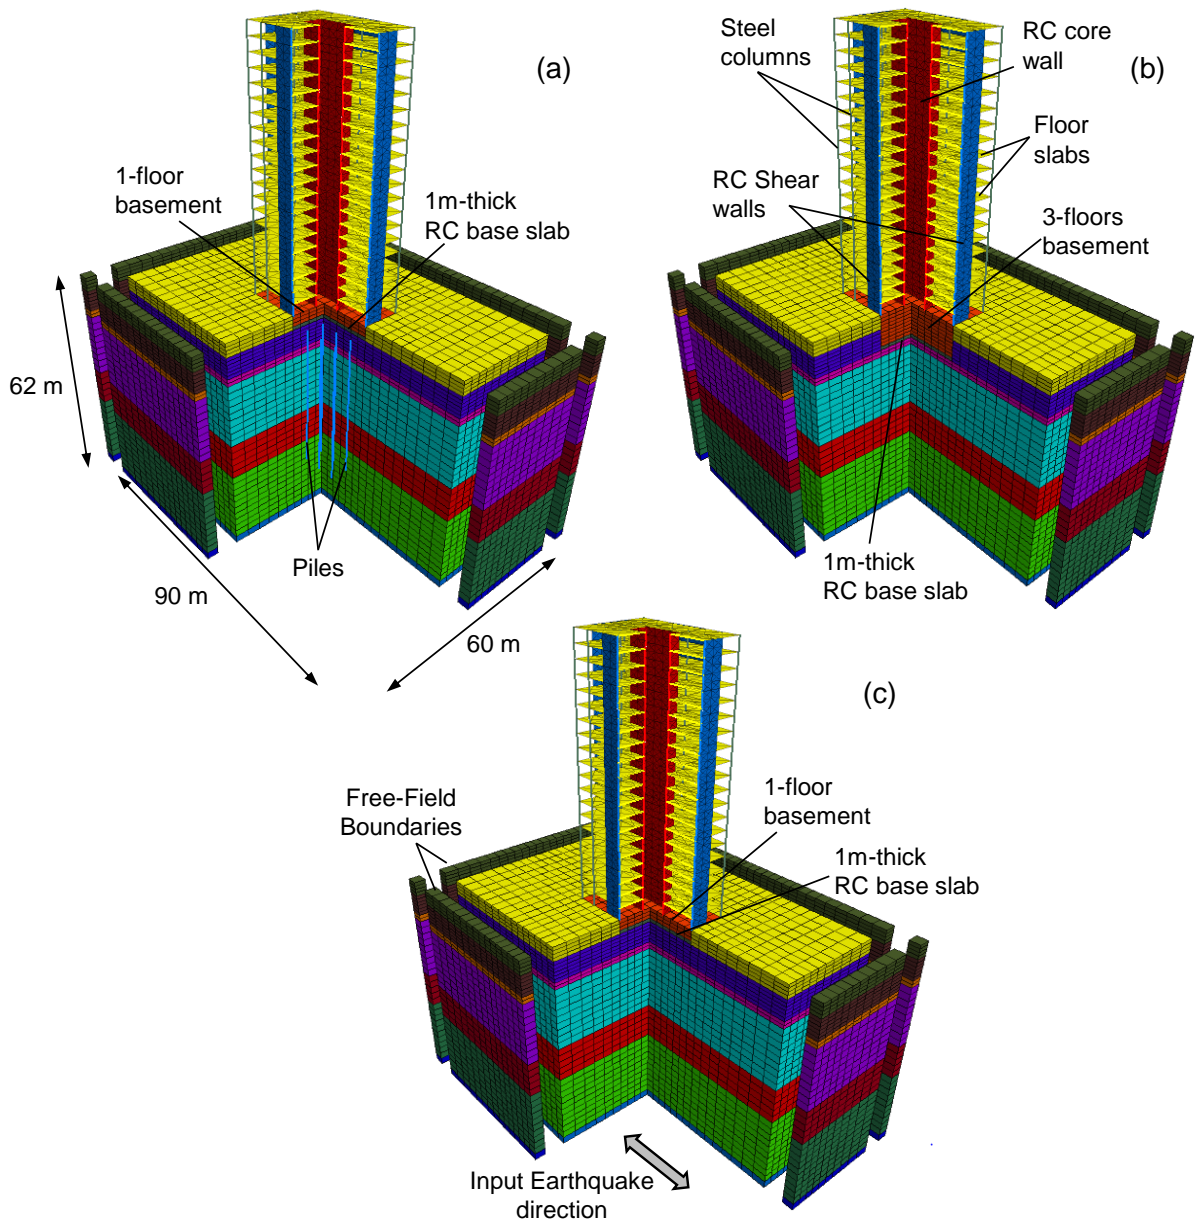 (a)
1-floor
basement
1m-thick
RC base slab
62 m
90 m
60 m
Piles
Steel
columns
RC core
wall
(b)
Floor
slabs
RC Shear
walls
3-floors
basement
1m-thick
RC base slab
(c)
Free-Field
Boundaries
1-floor
basement
1m-thick
RC base slab
Input Earthquake
direction